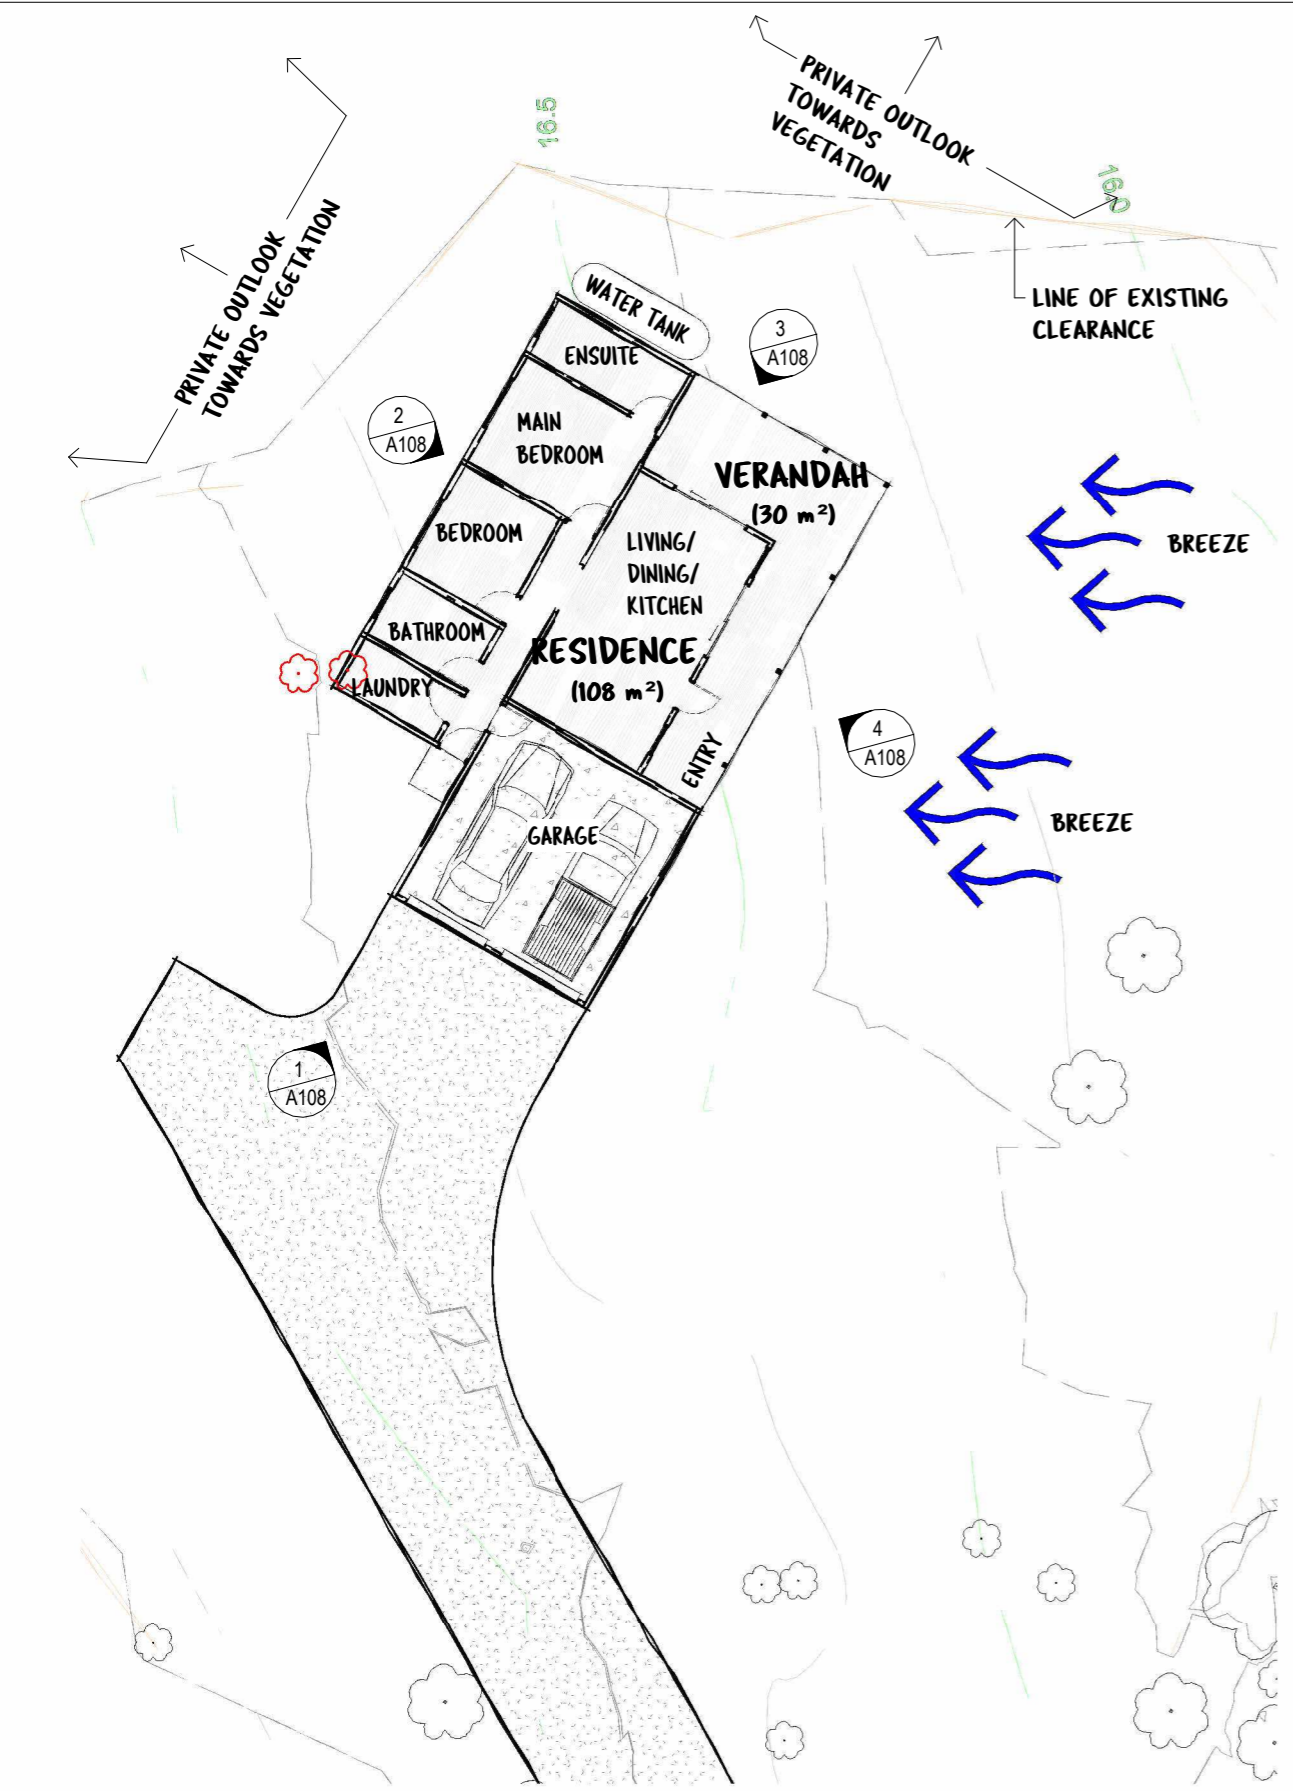 PRIVATE OUTLOOK
TOWARDS
VEGETATION
16.5
16.0
PRIVATE OUTLOOK
TOWARDS VEGETATION
LINE OF EXISTING
CLEARANCE
WATER TANK
3
A108
ENSUITE
2
A108
MAIN
BEDROOM
VERANDAH
(30 m²)
BEDROOM
LIVING/
DINING/
KITCHEN
BREEZE
BATHROOM
RESIDENCE
(108 m²)
LAUNDRY
4
A108
ENTRY
GARAGE
BREEZE
1
A108